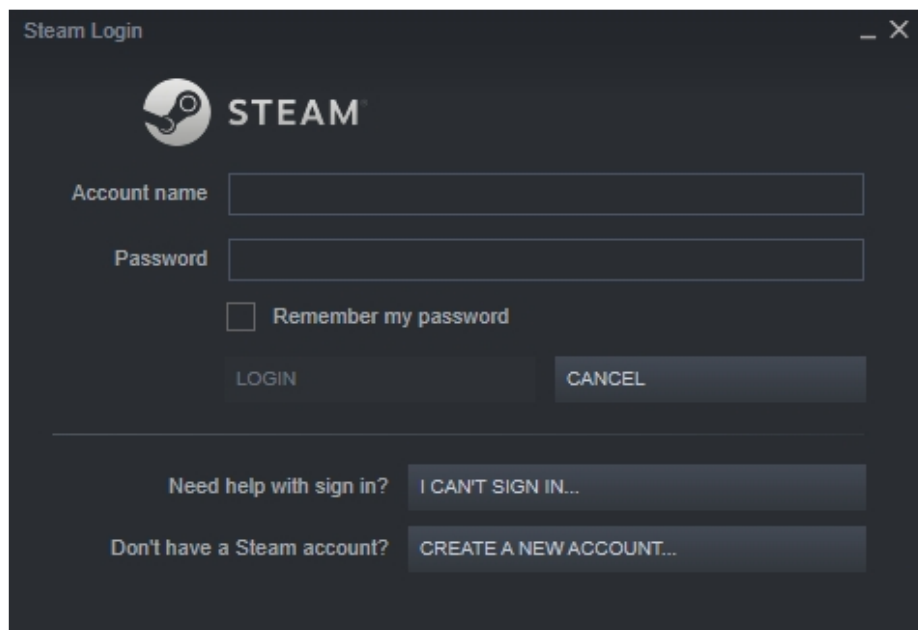 Steam Login
STEAM
Account name
Password
Remember my password
LOGIN CANCEL
Need help with sign in? I CAN'T SIGN IN...
Don't have a Steam account? CREATE A NEW ACCOUNT...